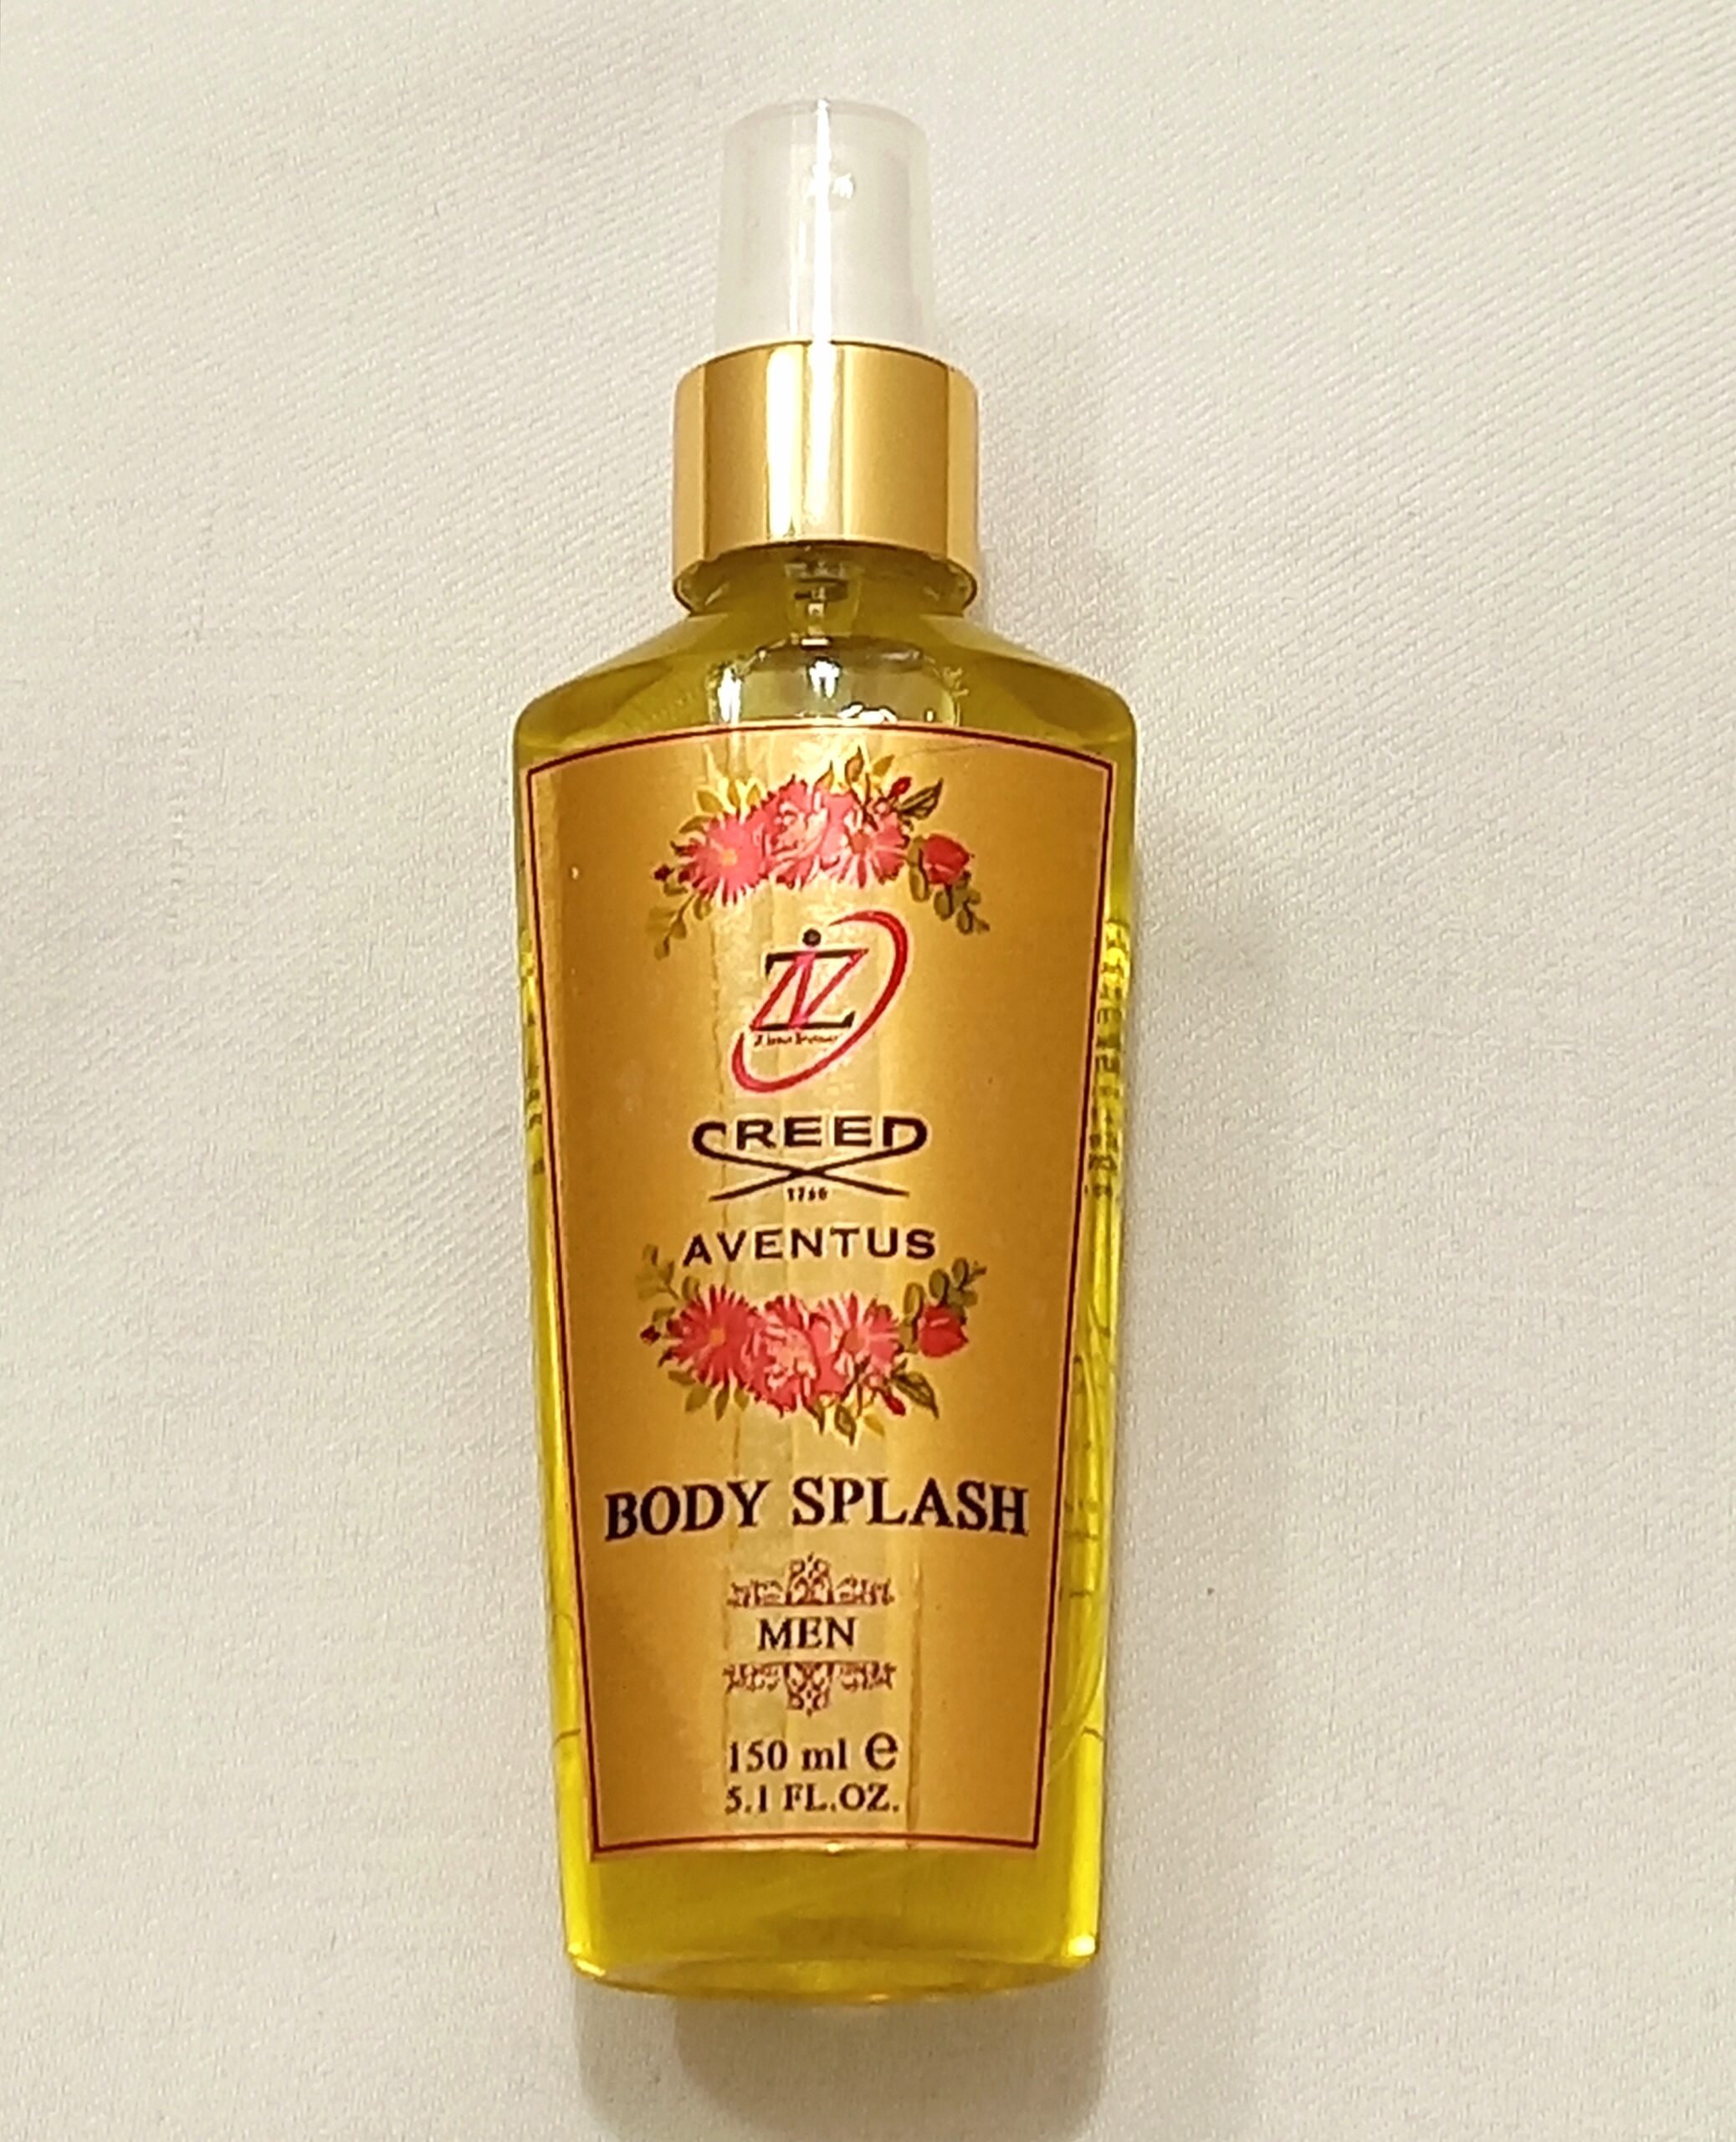 ZIZ
CREED
1760
AVENTUS
BODY SPLASH
MEN
150 ml e
5.1 FL.OZ.